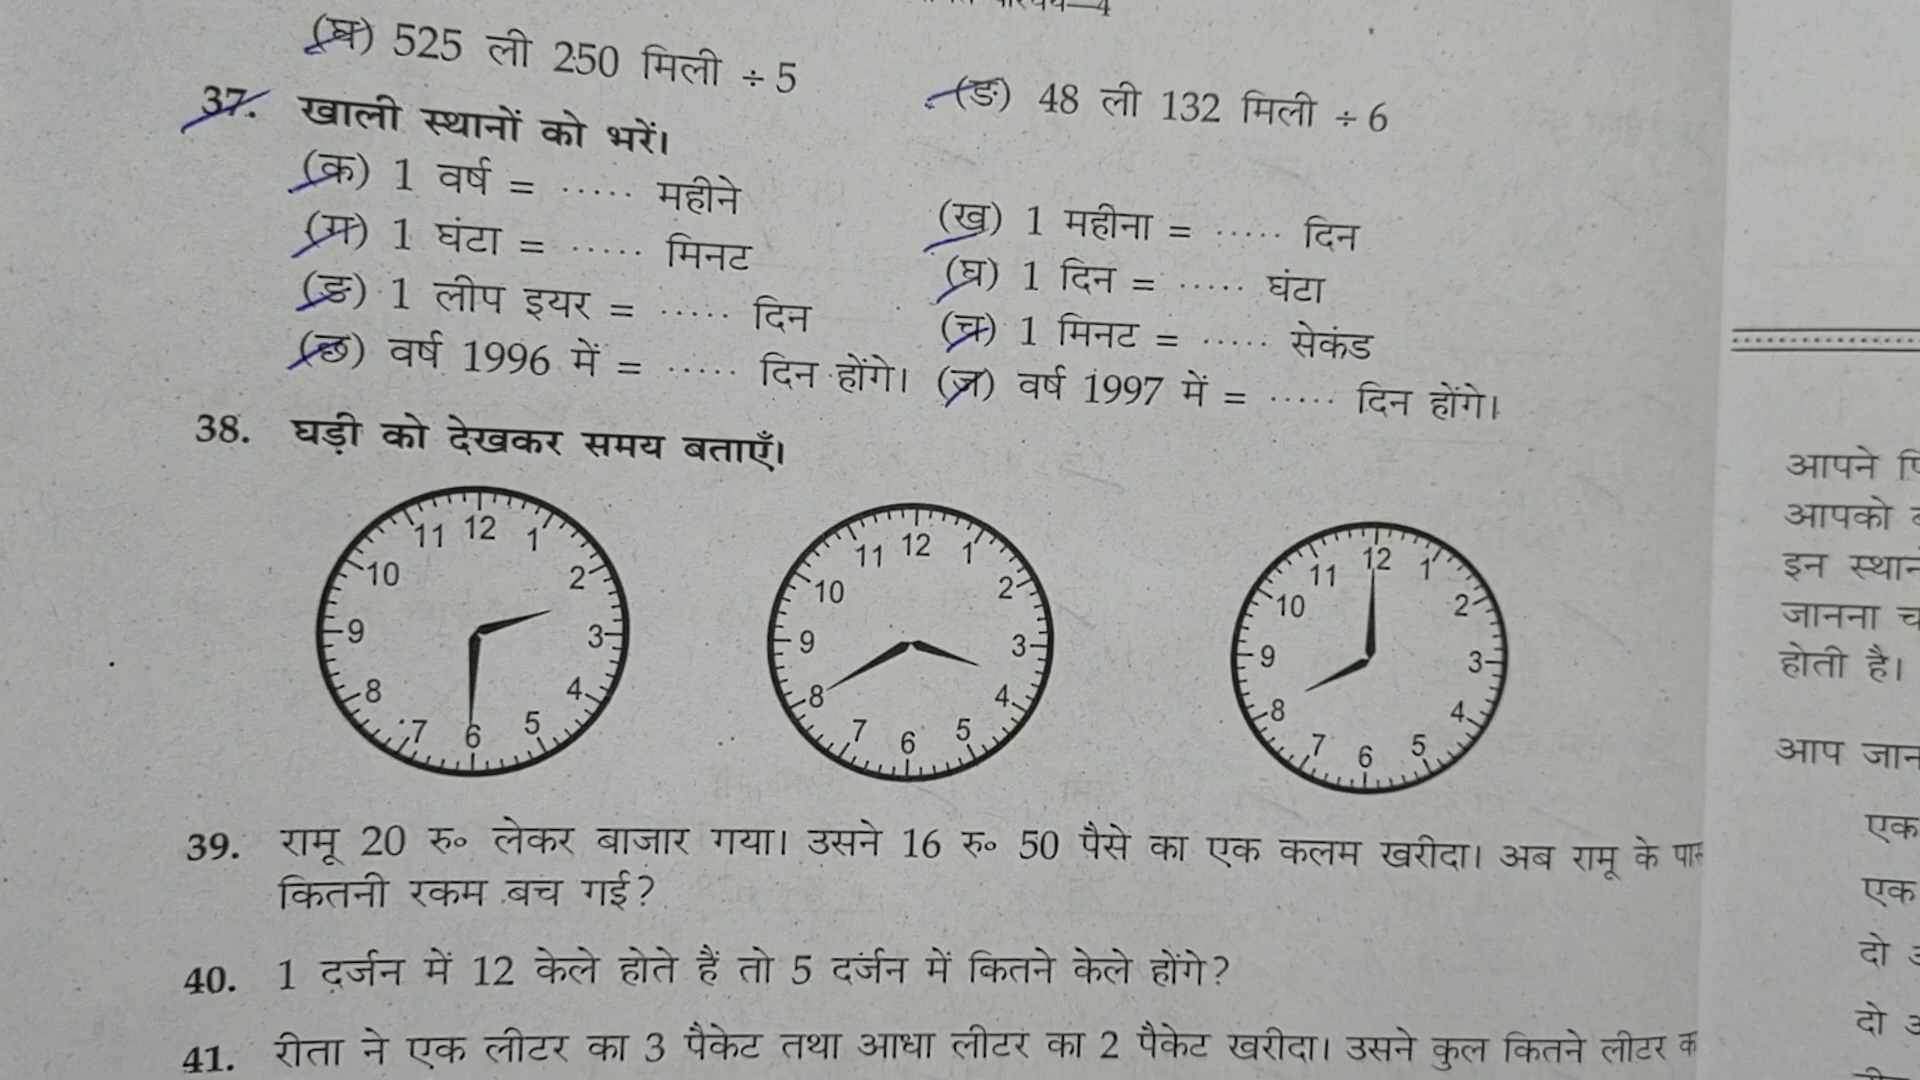 4
(घ) 525 ली 250 मिली ÷ 5
(ङ) 48 ली 132 मिली ÷ 6
37. खाली स्थानों को भरें।
(क) 1 वर्ष = ..... महीने
(ख) 1 महीना = ..... दिन
(ग) 1 घंटा = ..... मिनट
(घ) 1 दिन = ..... घंटा
(ङ) 1 लीप इयर = ..... दिन
(च) 1 मिनट = ..... सेकंड
(छ) वर्ष 1996 में = ..... दिन होंगे।
(ज) वर्ष 1997 में = ..... दिन होंगे।
38. घड़ी को देखकर समय बताएँ।
12 1 2 3 4 5 6 7 8 9 10 11
12 1 2 3 4 5 6 7 8 9 10 11
12 1 2 3 4 5 6 7 8 9 10 11
39. रामू 20 रु० लेकर बाजार गया। उसने 16 रु० 50 पैसे का एक कलम खरीदा। अब रामू के
कितनी रकम बच गई?
40. 1 दर्जन में 12 केले होते हैं तो 5 दर्जन में कितने केले होंगे?
41. रीता ने एक लीटर का 3 पैकेट तथा आधा लीटर का 2 पैकेट खरीदा। उसने कुल कितने लीटर
आपने
आपको
इन
जानना
होती है।
आप
एक
एक
दो
दो